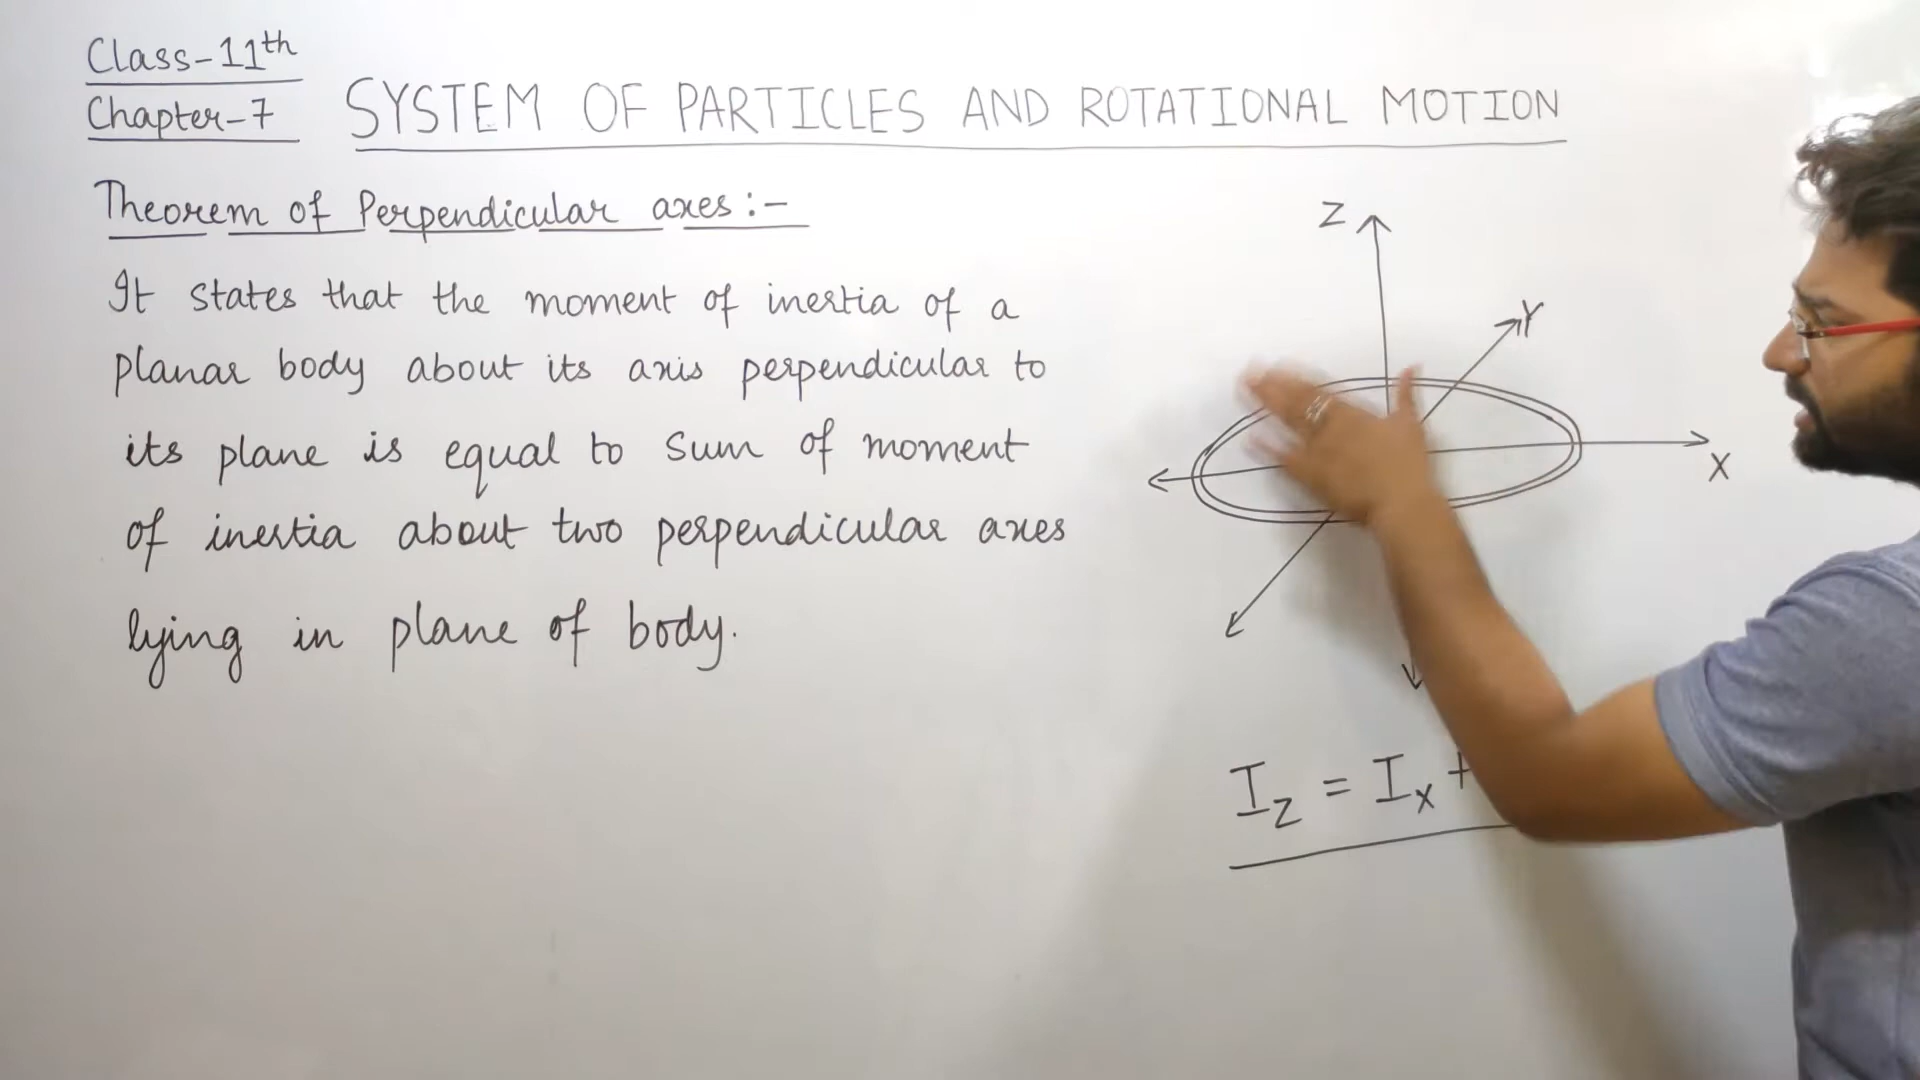 Class-11th
Chapter-7
SYSTEM OF PARTICLES AND ROTATIONAL MOTION
Theorem of Perpendicular axes:-
It states that the moment of inertia of a
planar body about its axis perpendicular to
its plane is equal to sum of moment
of inertia about two perpendicular axes
lying in plane of body.
Z
Y
X
I_Z = I_X +